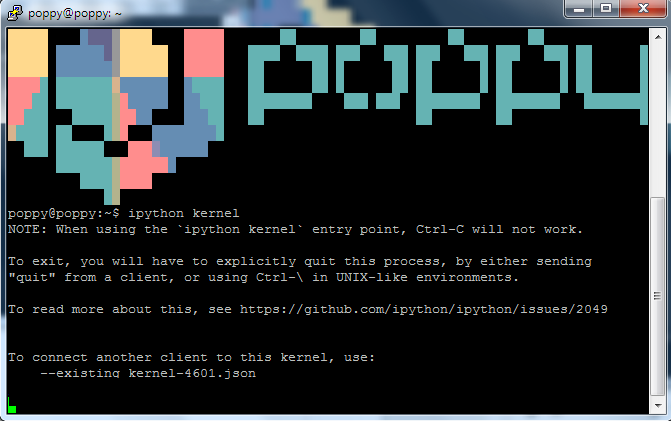 poppy@poppy: ~
poppy
poppy@poppy:~$ ipython kernel
NOTE: When using the `ipython kernel` entry point, Ctrl-C will not work.
To exit, you will have to explicitly quit this process, by either sending
"quit" from a client, or using Ctrl-\ in UNIX-like environments.
To read more about this, see https://github.com/ipython/ipython/issues/2049
To connect another client to this kernel, use:
--existing kernel-4601.json